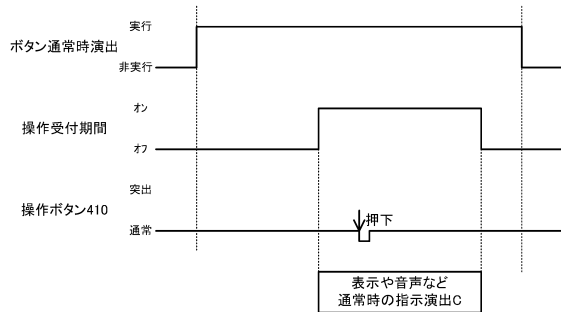 実行
ボタン通常時演出
非実行
オン
操作受付期間
オフ
突出
操作ボタン410
押下
通常
表示や音声など
通常時の指示演出C